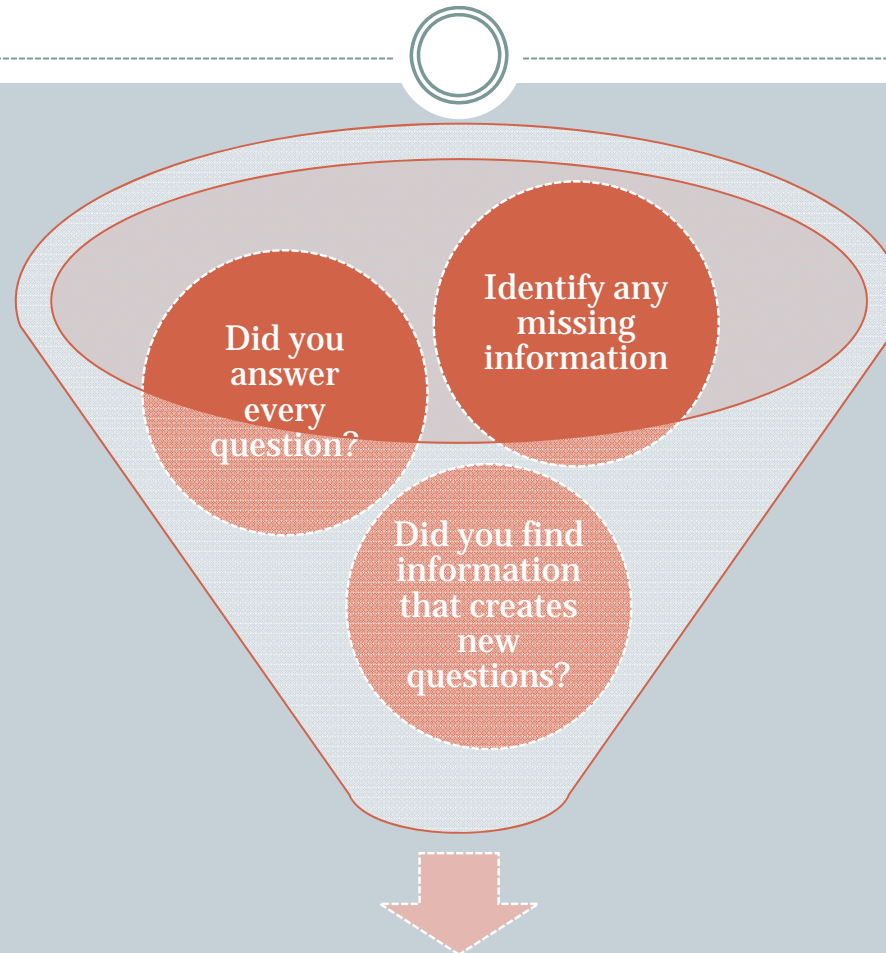 Identify any
missing
information
Did you
answer
every
question?
Did you find
information
that creates
new
questions?